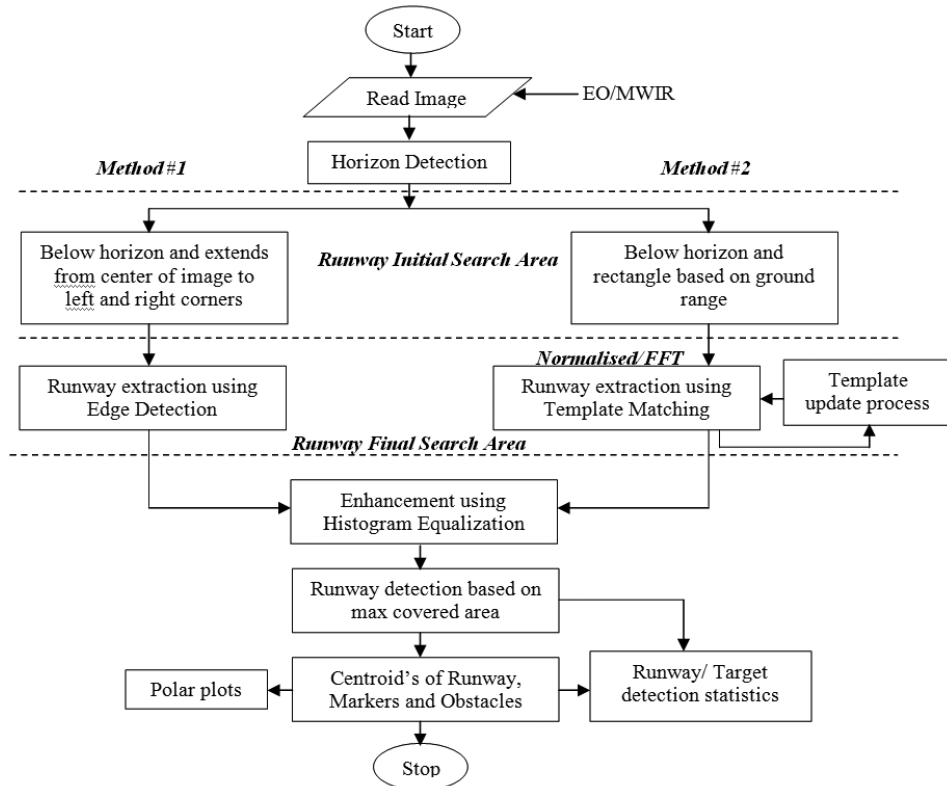 Start
Read Image
EO/MWIR
Horizon Detection
Method #1
Method #2
Below horizon and extends
from center of image to
left and right corners
Runway Initial Search Area
Below horizon and
rectangle based on ground
range
Normalised/FFT
Runway extraction using
Edge Detection
Runway extraction using
Template Matching
Template
update process
Runway Final Search Area
Enhancement using
Histogram Equalization
Runway detection based on
max covered area
Polar plots
Centroid's of Runway,
Markers and Obstacles
Runway/ Target
detection statistics
Stop